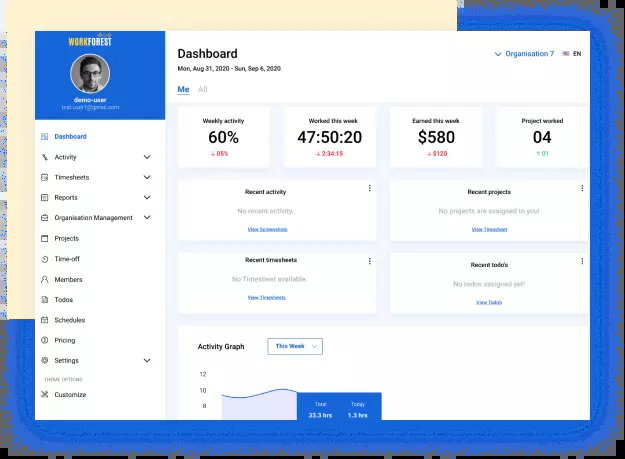 WORKFOREST
demo-user
test.user1@gmail.com
Dashboard
Activity
Timesheets
Reports
Organisation Management
Projects
Time-off
Members
Todos
Schedules
Pricing
Settings
THEME OPTIONS
Customize
Dashboard
Mon, Aug 31, 2020 - Sun, Sep 6, 2020
Organisation 7
EN
Me All
Weekly activity
60%
↓ 05%
Worked this week
47:50:20
↓ 2:34:15
Earned this week
$580
↓ $120
Project worked
04
↑ 01
Recent activity
No recent activity.
View Screenshots
Recent projects
No projects are assigned to you!
View Timesheet
Recent timesheets
No Timesheet available.
View Timesheets
Recent todo's
No todos assigned yet!
View Todo's
Activity Graph
This Week
12
10
8
Total Today
33.3 hrs 1.3 hrs